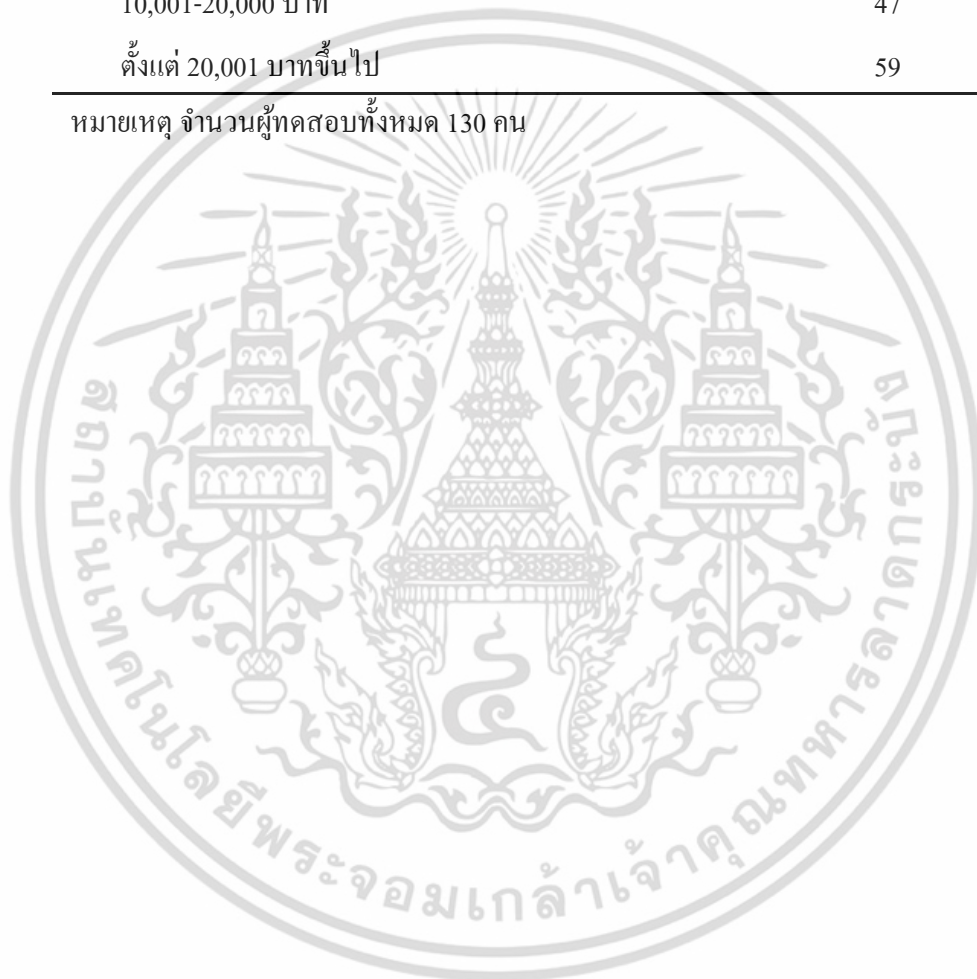 10,001-20,000 บาท 47
ตั้งแต่ 20,001 บาทขึ้นไป 59
หมายเหตุ จำนวนผู้ทดสอบทั้งหมด 130 คน
สถาบันเทคโนโลยีพระจอมเกล้าเจ้าคุณทหารลาดกระบัง
๔